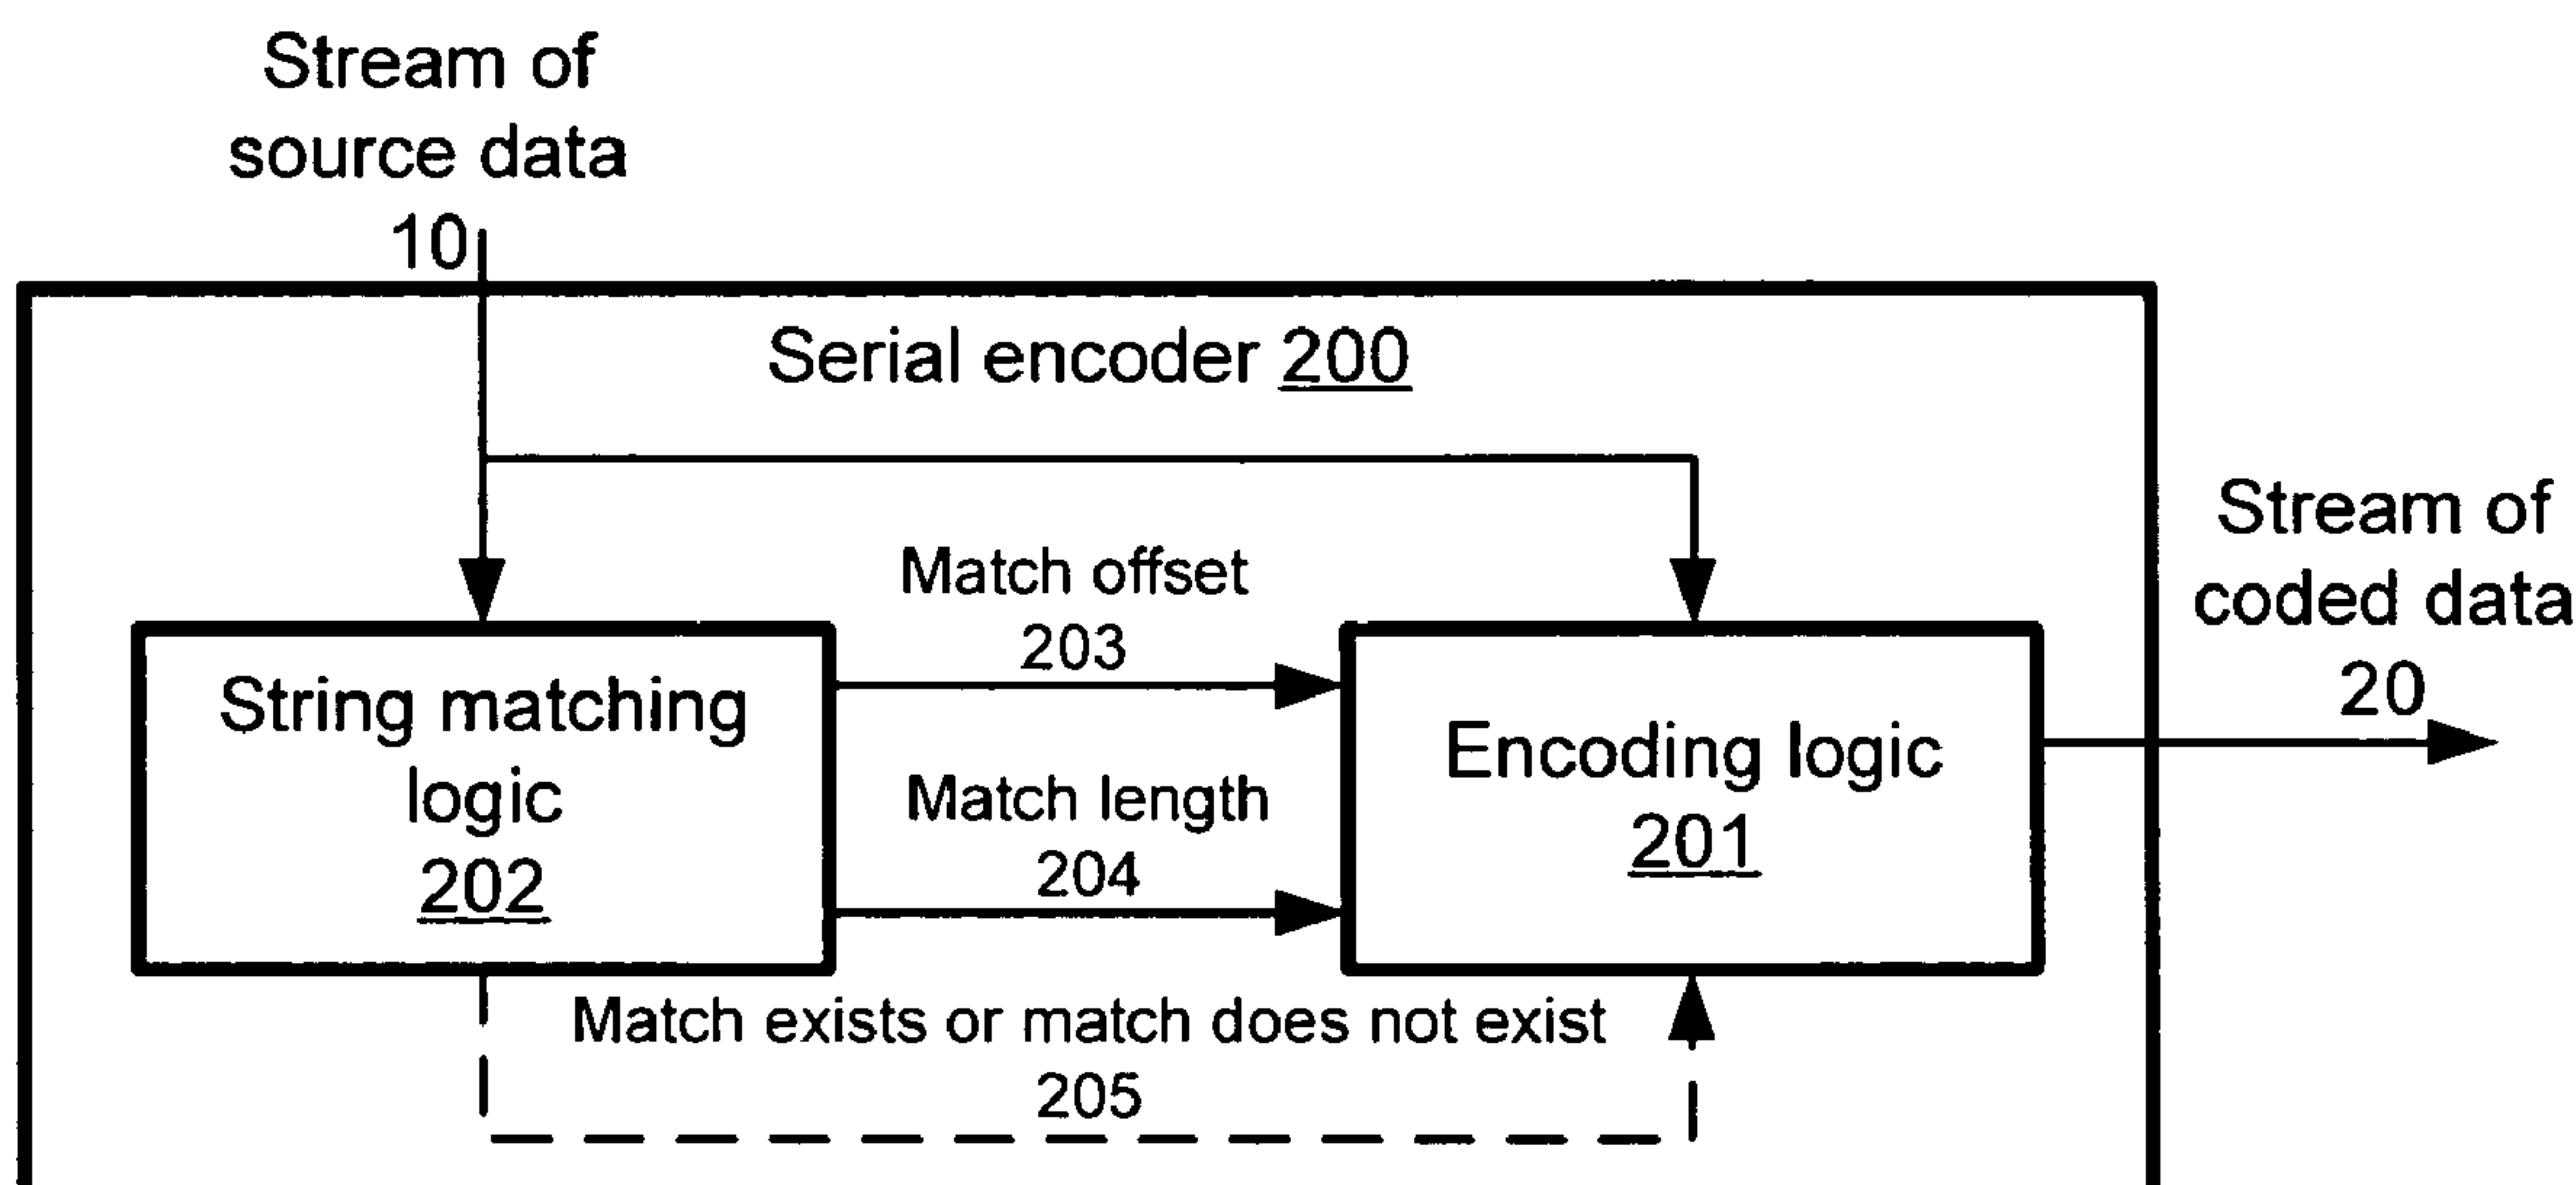 Stream of
source data
10
Serial encoder 200
Match offset
203
Stream of
coded data
20
String matching
logic
202
Match length
204
Encoding logic
201
Match exists or match does not exist
205